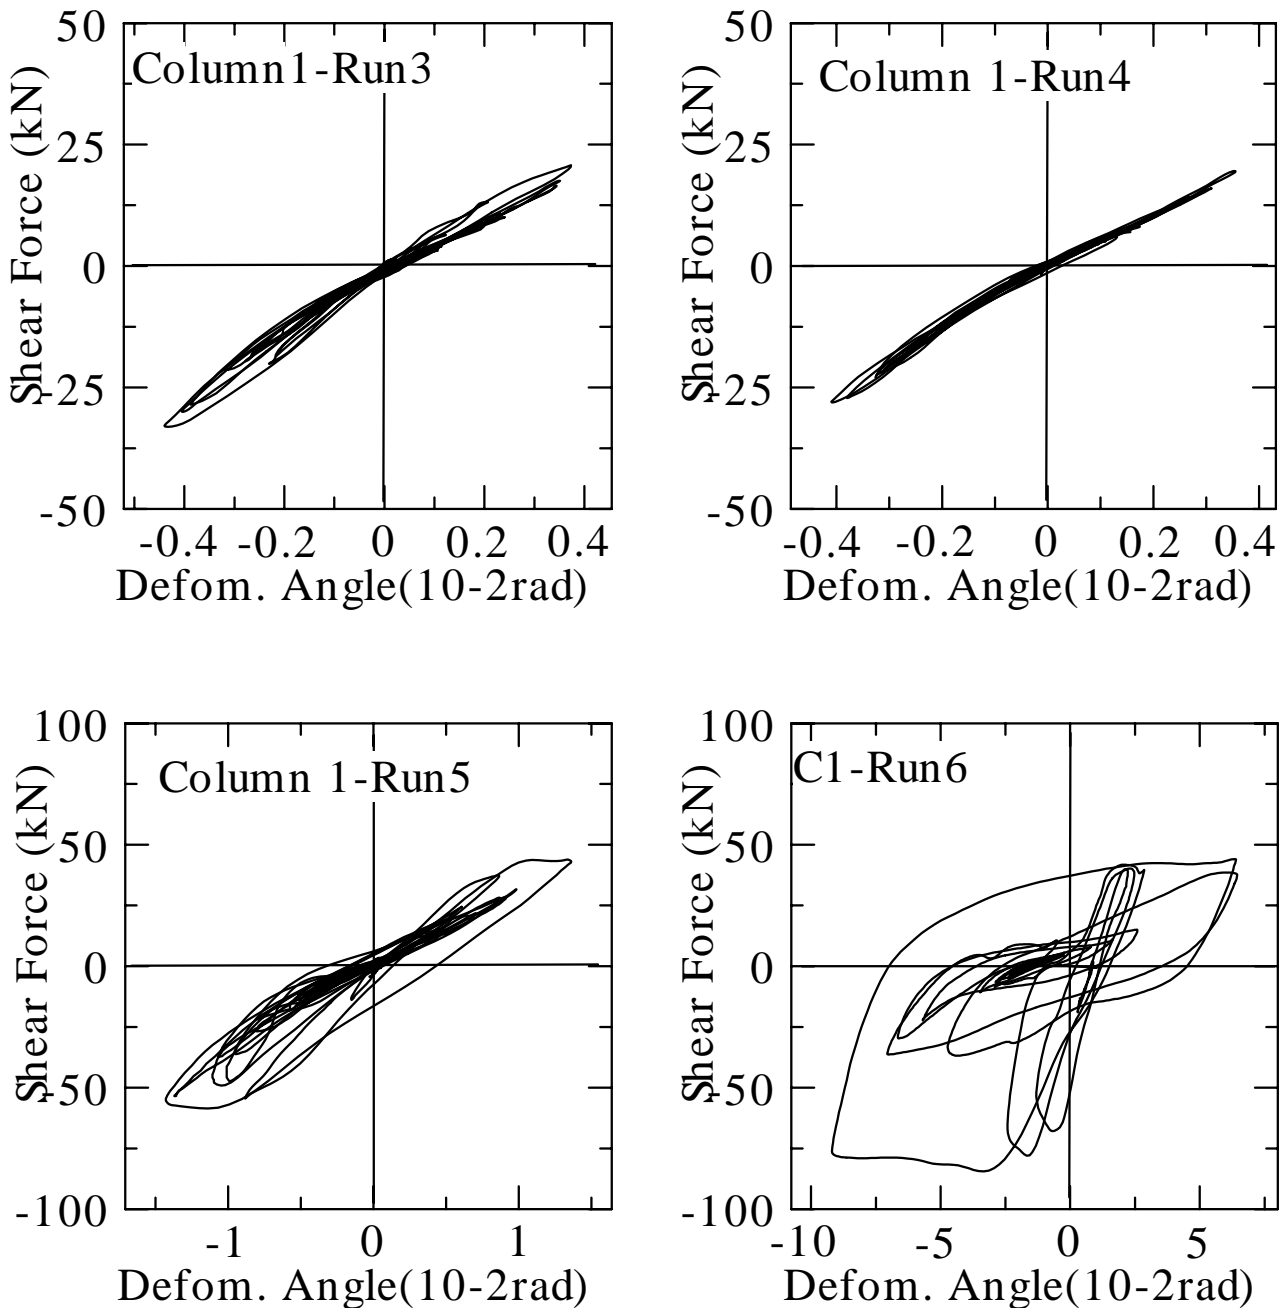 50
Column1-Run3
25
0
-25
-50
Shear Force (kN)
-0.4 -0.2 0 0.2 0.4
Defom. Angle(10-2rad)
50
Column 1-Run4
25
0
-25
-50
Shear Force (kN)
-0.4 -0.2 0 0.2 0.4
Defom. Angle(10-2rad)
100
Column 1-Run5
50
0
-50
-100
Shear Force (kN)
-1 0 1
Defom. Angle(10-2rad)
100
C1-Run6
50
0
-50
-100
Shear Force (kN)
-10 -5 0 5
Defom. Angle(10-2rad)